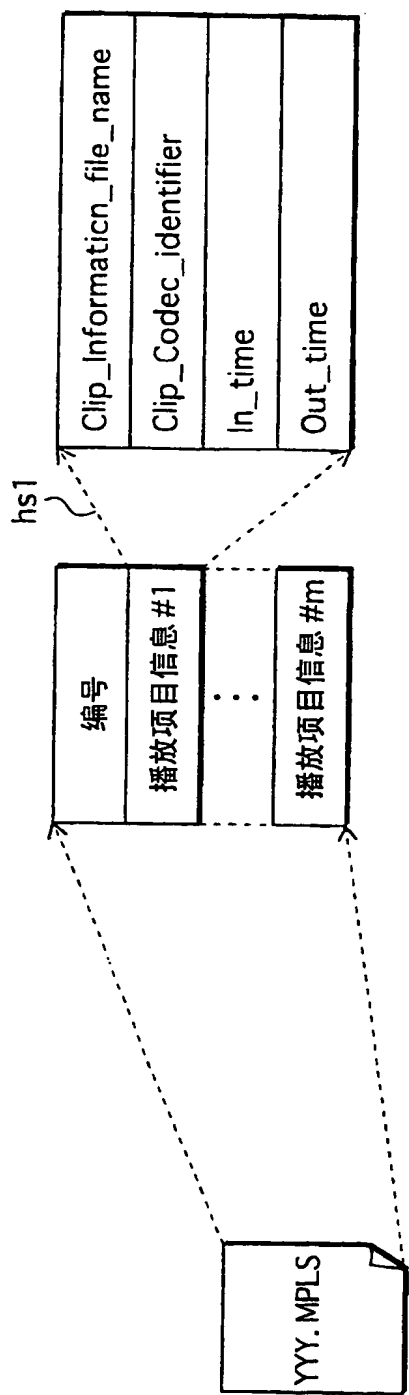 YYY. MPLS
编号
播放项目信息 #1
...
播放项目信息 #m
hs1
Clip_Informaticn_file_name
Clip_Codec_identifier
In_time
Out_time